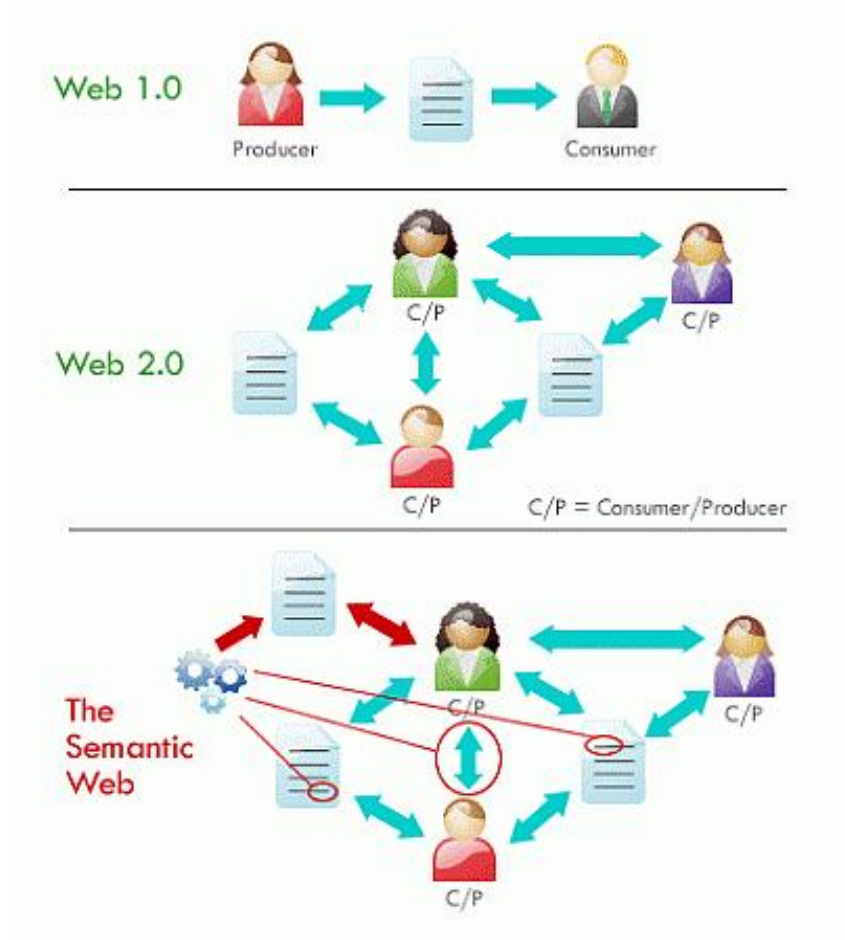 Web 1.0
Producer
Consumer
C/P
C/P
Web 2.0
C/P
C/P = Consumer/Producer
C/P
C/P
The
Semantic
Web
C/P